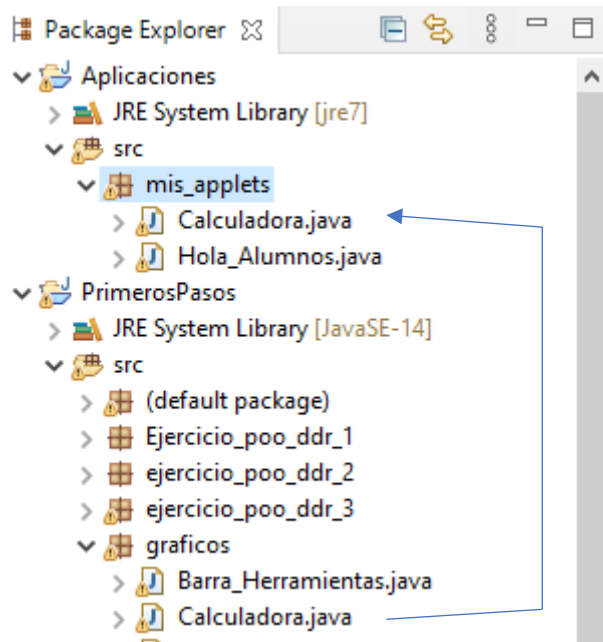 Package Explorer
Aplicaciones
JRE System Library [jre7]
src
mis_applets
Calculadora.java
Hola_Alumnos.java
PrimerosPasos
JRE System Library [JavaSE-14]
src
(default package)
Ejercicio_poo_ddr_1
ejercicio_poo_ddr_2
ejercicio_poo_ddr_3
graficos
Barra_Herramientas.java
Calculadora.java